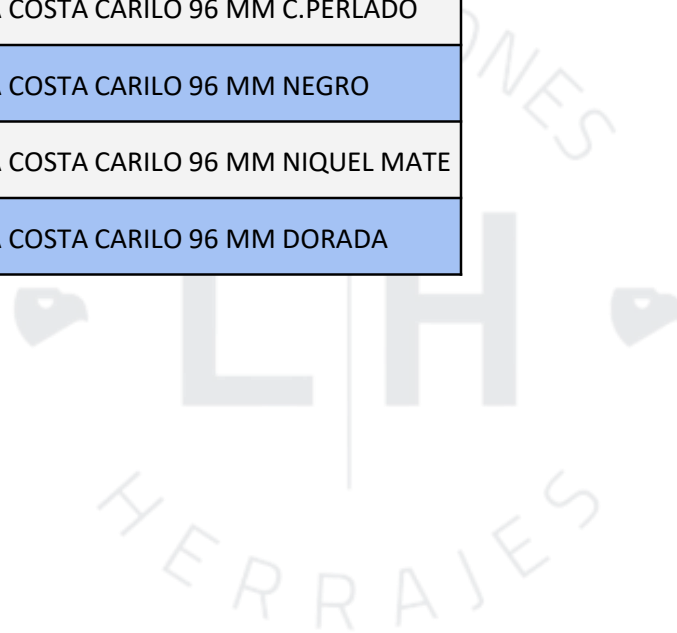 A COSTA CARILO 96 MM C.PERLADO
A COSTA CARILO 96 MM NEGRO
A COSTA CARILO 96 MM NIQUEL MATE
A COSTA CARILO 96 MM DORADA
ONES
LH
HERRAJES